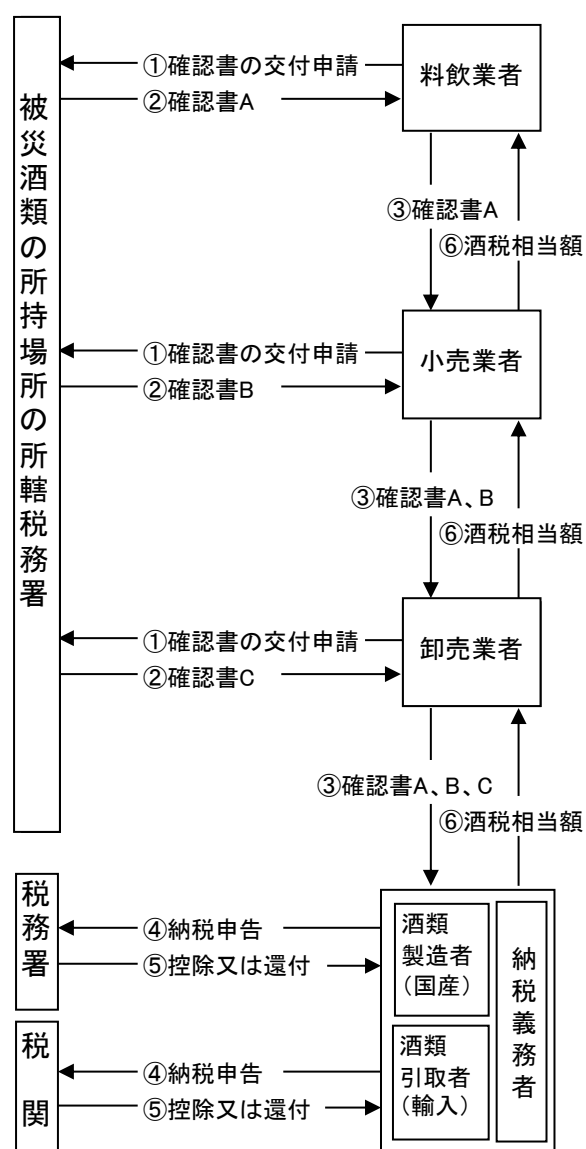 被災酒類の所持場所の所轄税務署
①確認書の交付申請
②確認書A
料飲業者
③確認書A
⑥酒税相当額
①確認書の交付申請
②確認書B
小売業者
③確認書A、B
⑥酒税相当額
①確認書の交付申請
②確認書C
卸売業者
③確認書A、B、C
⑥酒税相当額
税務署
④納税申告
⑤控除又は還付
酒類
製造者
(国産)
納税義務者
税関
④納税申告
⑤控除又は還付
酒類
引取者
(輸入)